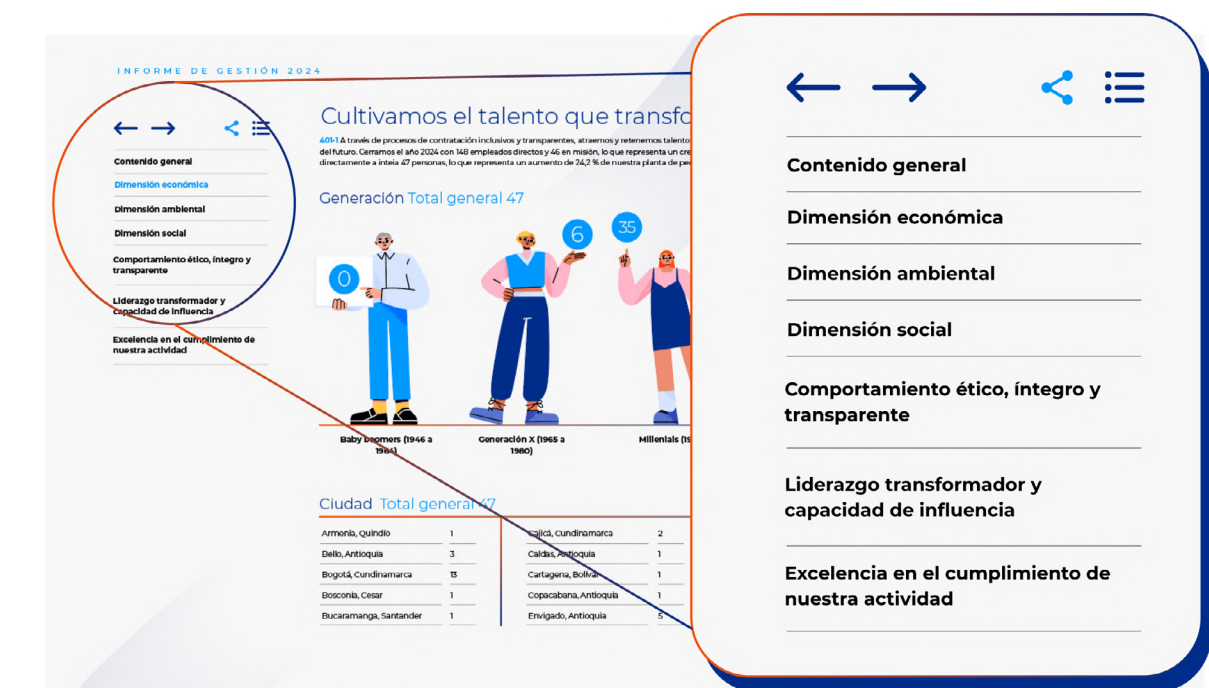 INFORME DE GESTIÓN 2024
Contenido general
Dimensión económica
Dimensión ambiental
Dimensión social
Comportamiento ético, íntegro y
transparente
Liderazgo transformador y
capacidad de influencia
Excelencia en el cumplimiento de
nuestra actividad
Cultivamos el talento que transfo
401-1 A través de procesos de contratación inclusivos y transparentes, atraemos y retenemos talento
del futuro. Cerramos el año 2024 con 148 empleados directos y 46 en misión, lo que representa un cre
directamente a inteia 47 personas, lo que representa un aumento de 24,2 % de nuestra planta de pe
Generación Total general 47
0
6
35
Baby boomers (1946 a
1964)
Generación X (1965 a
1980)
Millenials (19
Ciudad Total general 47
Armonia, Quindío 1
Bello, Antioquia 3
Bogotá, Cundinamarca 13
Bosconia, Cesar 1
Bucaramanga, Santander 1
Cajicá, Cundinamarca 2
Caldas, Antioquia 1
Cartagena, Bolívar 1
Copacabana, Antioquia 1
Envigado, Antioquia 5
Contenido general
Dimensión económica
Dimensión ambiental
Dimensión social
Comportamiento ético, íntegro y
transparente
Liderazgo transformador y
capacidad de influencia
Excelencia en el cumplimiento de
nuestra actividad